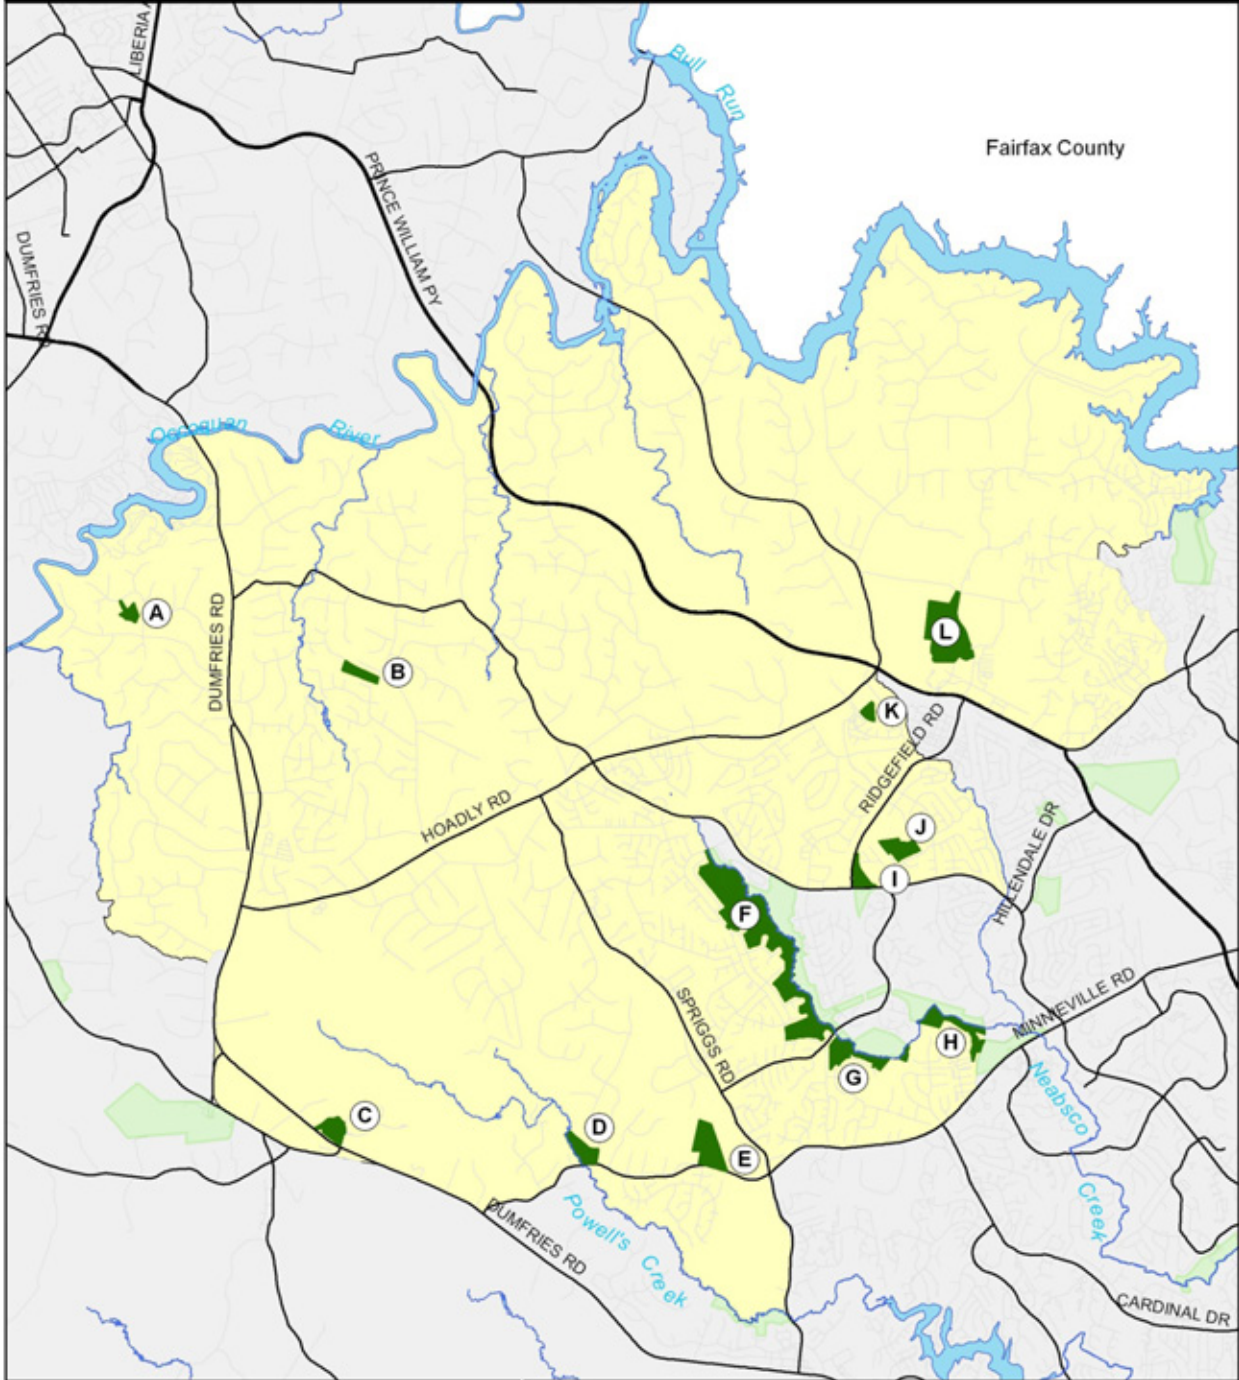 LIBERIA A
Bull Run
Fairfax County
PRINCE WILLIAM PY
DUMFRIES RD
Occoquan River
A
DUMFRIES RD
B
L
K
RIDGEFIELD RD
HOADLY RD
J
HILLENDALE DR
I
F
SPRIGGS RD
MINNIEVILLE RD
H
G
Neabsco Creek
C
D
E
DUMFRIES RD
Powell's Creek
CARDINAL DR